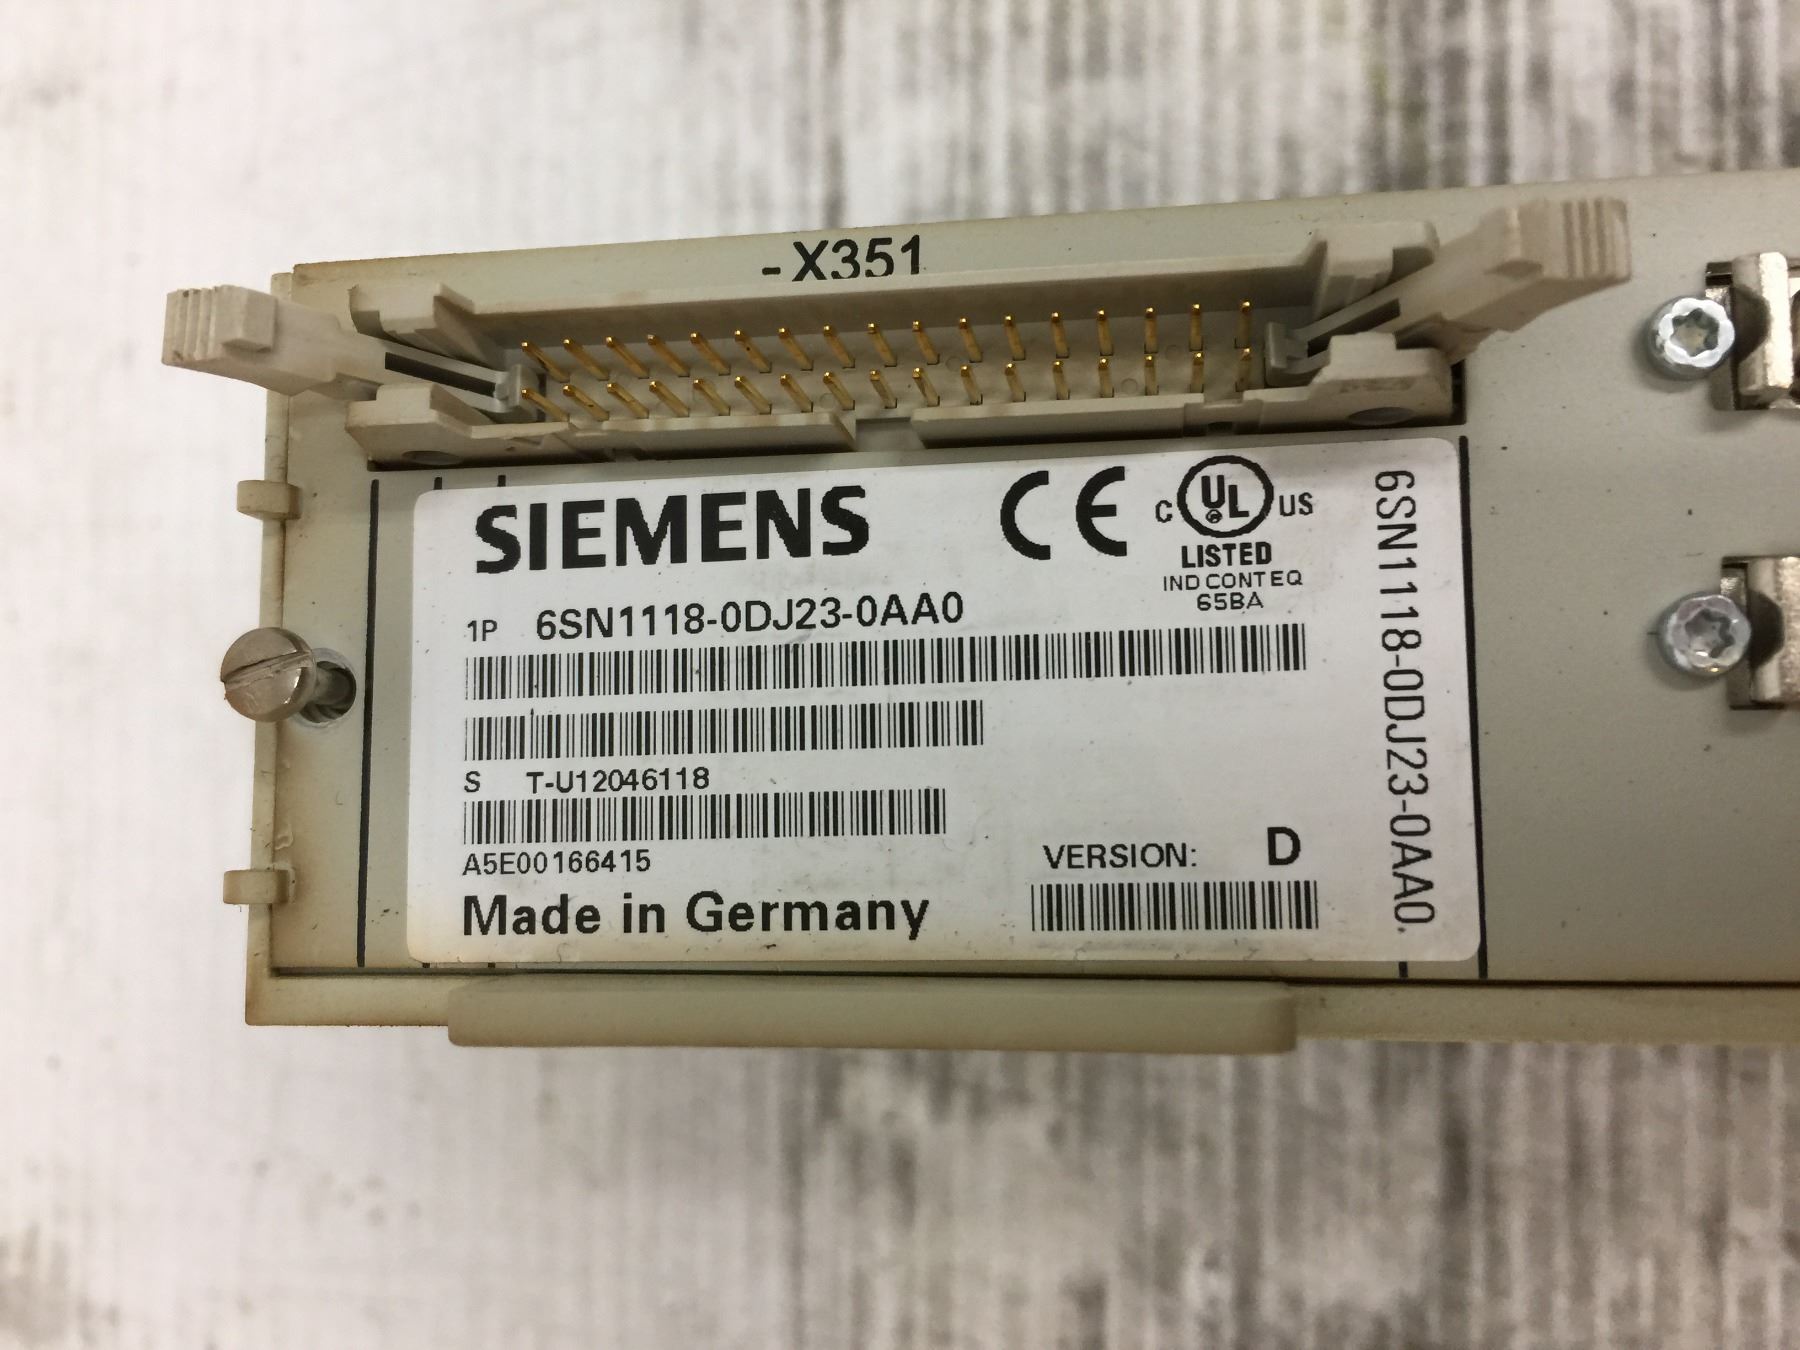 -X351
SIEMENS
CE
C UL US
LISTED
IND CONT EQ
65BA
1P 6SN1118-0DJ23-0AA0
S T-U12046118
A5E00166415
VERSION: D
Made in Germany
6SN1118-0DJ23-0AA0.